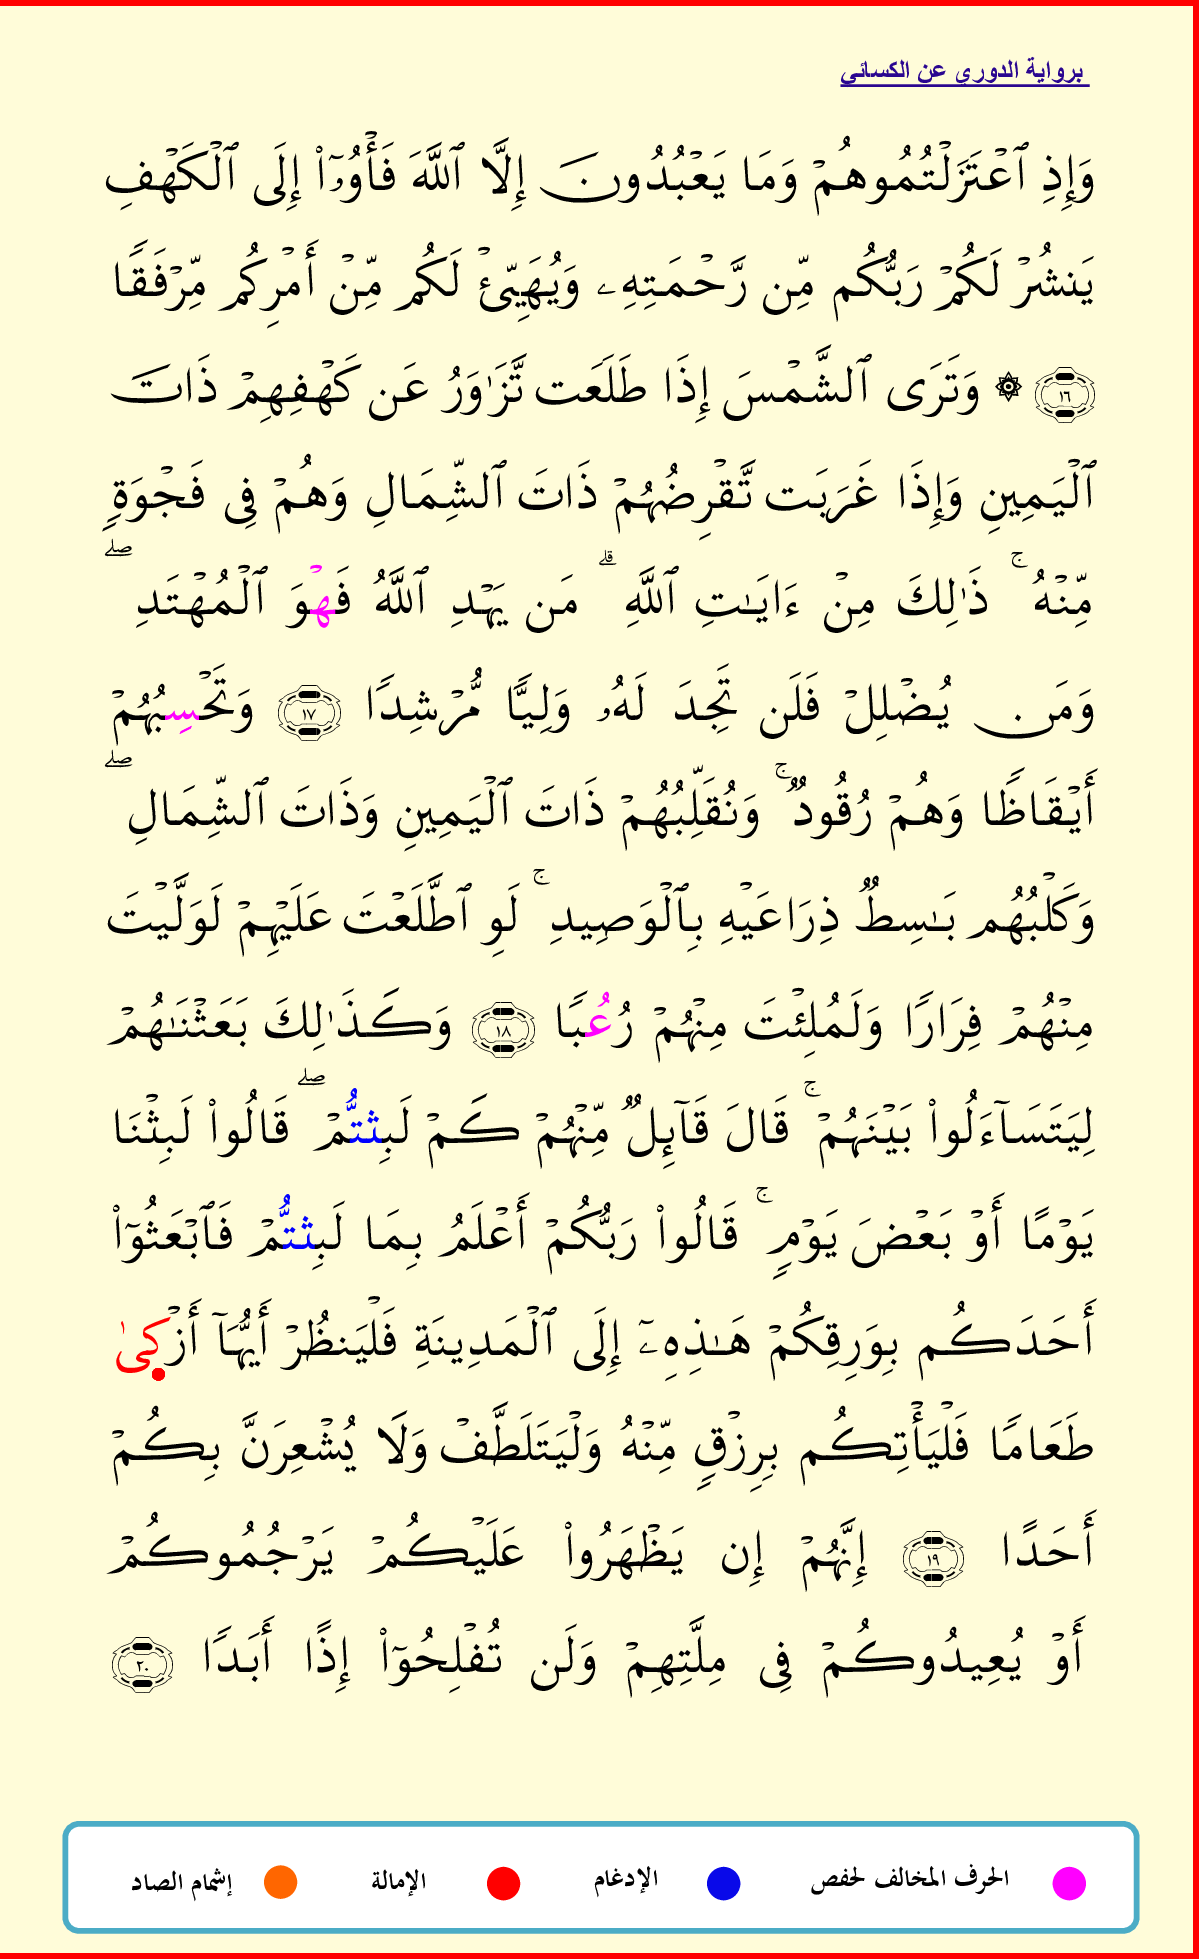 برواية الدوري عن الكسائي
وَإِذِ ٱعْتَزَلْتُمُوهُمْ وَمَا يَعْبُدُونَ إِلَّا ٱللَّهَ فَأْوُۥٓا۟ إِلَى ٱلْكَهْفِ
يَنشُرْ لَكُمْ رَبُّكُم مِّن رَّحْمَتِهِۦ وَيُهَيِّئْ لَكُم مِّنْ أَمْرِكُم مِّرْفَقًا
١٦ ۞ وَتَرَى ٱلشَّمْسَ إِذَا طَلَعَت تَّزَٰوَرُ عَن كَهْفِهِمْ ذَاتَ
ٱلْيَمِينِ وَإِذَا غَرَبَت تَّقْرِضُهُمْ ذَاتَ ٱلشِّمَالِ وَهُمْ فِى فَجْوَةٍ
مِّنْهُ ۚ ذَٰلِكَ مِنْ ءَايَـٰتِ ٱللَّهِ ۗ مَن يَهْدِ ٱللَّهُ فَهْوَ ٱلْمُهْتَدِ ۖ
وَمَن يُضْلِلْ فَلَن تَجِدَ لَهُۥ وَلِيًّا مُّرْشِدًا ١٧ وَتَحْسِبُهُمْ
أَيْقَاظًا وَهُمْ رُقُودٌ ۚ وَنُقَلِّبُهُمْ ذَاتَ ٱلْيَمِينِ وَذَاتَ ٱلشِّمَالِ ۖ
وَكَلْبُهُم بَـٰسِطٌ ذِرَاعَيْهِ بِٱلْوَصِيدِ ۚ لَوِ ٱطَّلَعْتَ عَلَيْهِمْ لَوَلَّيْتَ
مِنْهُمْ فِرَارًا وَلَمُلِئْتَ مِنْهُمْ رُعُبًا ١٨ وَكَذَٰلِكَ بَعَثْنَـٰهُمْ
لِيَتَسَآءَلُوا۟ بَيْنَهُمْ ۚ قَالَ قَآئِلٌ مِّنْهُمْ كَمْ لَبِثتُّمْ ۖ قَالُوا۟ لَبِثْنَا
يَوْمًا أَوْ بَعْضَ يَوْمٍ ۚ قَالُوا۟ رَبُّكُمْ أَعْلَمُ بِمَا لَبِثتُّمْ فَٱبْعَثُوٓا۟
أَحَدَكُم بِوَرِقِكُمْ هَـٰذِهِۦٓ إِلَى ٱلْمَدِينَةِ فَلْيَنظُرْ أَيُّهَآ أَزْكىٰ
طَعَامًا فَلْيَأْتِكُم بِرِزْقٍ مِّنْهُ وَلْيَتَلَطَّفْ وَلَا يُشْعِرَنَّ بِكُمْ
أَحَدًا ١٩ إِنَّهُمْ إِن يَظْهَرُوا۟ عَلَيْكُمْ يَرْجُمُوكُمْ
أَوْ يُعِيدُوكُمْ فِى مِلَّتِهِمْ وَلَن تُفْلِحُوٓا۟ إِذًا أَبَدًا ٢٠
الحرف المخالف لحفص الإدغام الإمالة إشمام الصاد